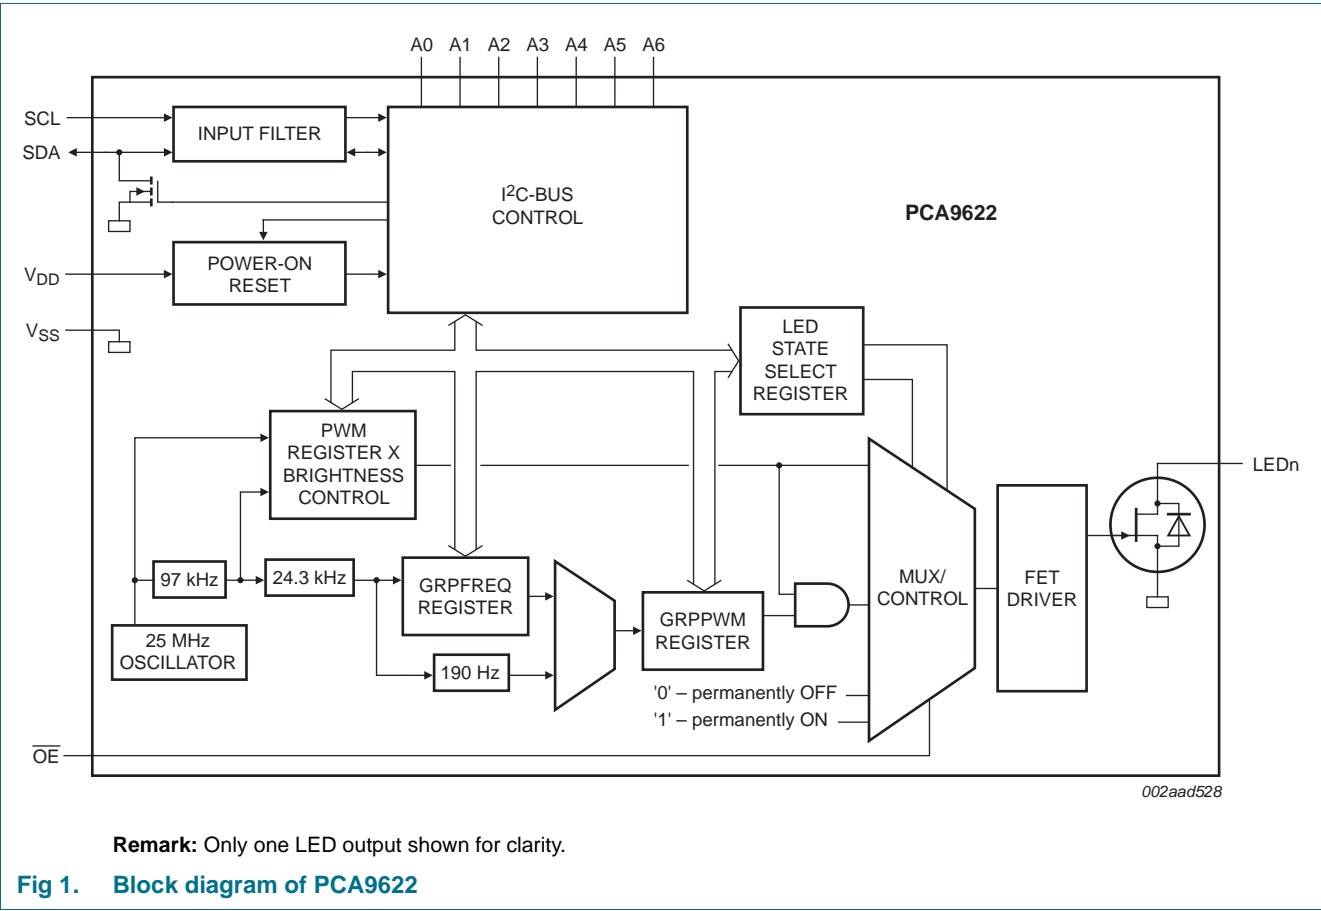 A0 A1 A2 A3 A4 A5 A6
SCL
SDA
INPUT FILTER
I2C-BUS
CONTROL
PCA9622
VDD
POWER-ON
RESET
VSS
LED
STATE
SELECT
REGISTER
PWM
REGISTER X
BRIGHTNESS
CONTROL
LEDn
97 kHz
24.3 kHz
GRPFREQ
REGISTER
190 Hz
25 MHz
OSCILLATOR
GRPPWM
REGISTER
MUX/
CONTROL
FET
DRIVER
'0' – permanently OFF
'1' – permanently ON
OE
002aad528
Remark: Only one LED output shown for clarity.
Fig 1. Block diagram of PCA9622